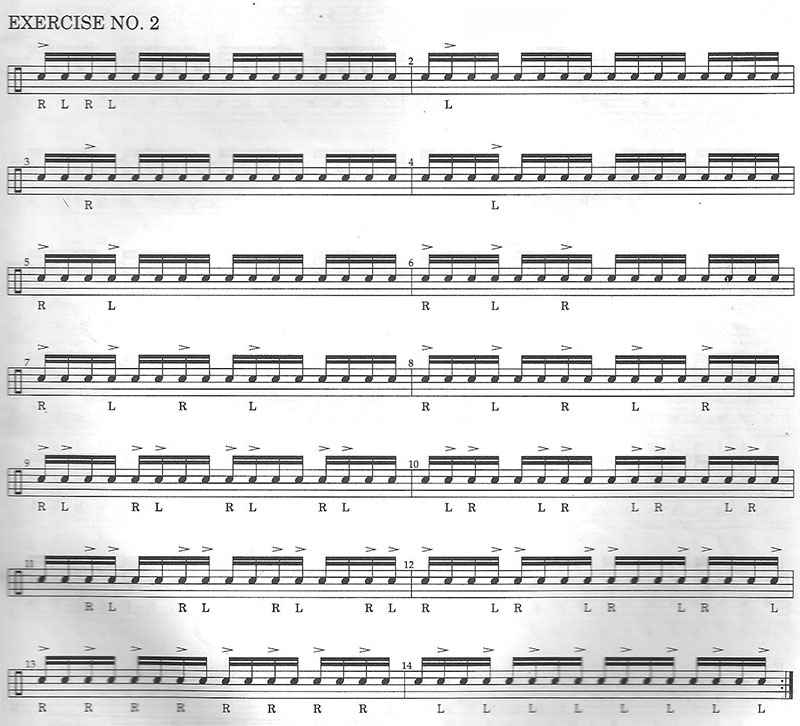 EXERCISE NO. 2
2
R L R L L
3 4
R L
5 6
R L R L R
7 8
R L R L R L R L R
9 10
R L R L R L R L L R L R L R L R
11 12
R L R L R L R L R L R L R L R L
13 14
R R R R R R R R L L L L L L L L